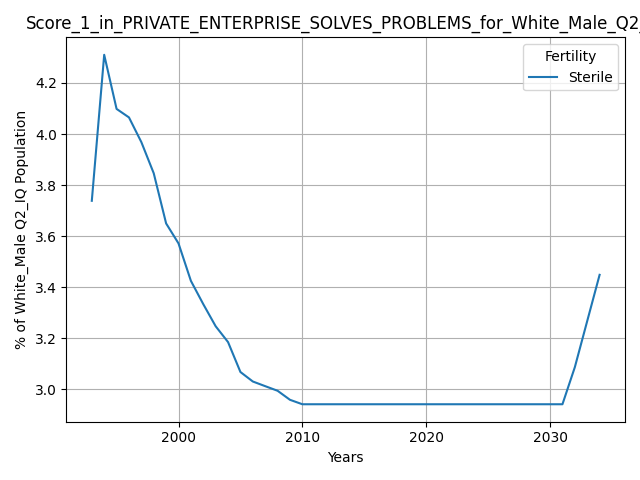 Score_1_in_PRIVATE_ENTERPRISE_SOLVES_PROBLEMS_for_White_Male_Q2_
Fertility
Sterile
% of White_Male Q2_IQ Population
4.2
4.0
3.8
3.6
3.4
3.2
3.0
2000 2010 2020 2030
Years